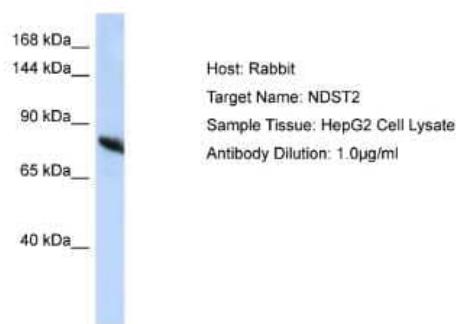 168 kDa__
144 kDa__
90 kDa__
65 kDa__
40 kDa__
Host: Rabbit
Target Name: NDST2
Sample Tissue: HepG2 Cell Lysate
Antibody Dilution: 1.0µg/ml